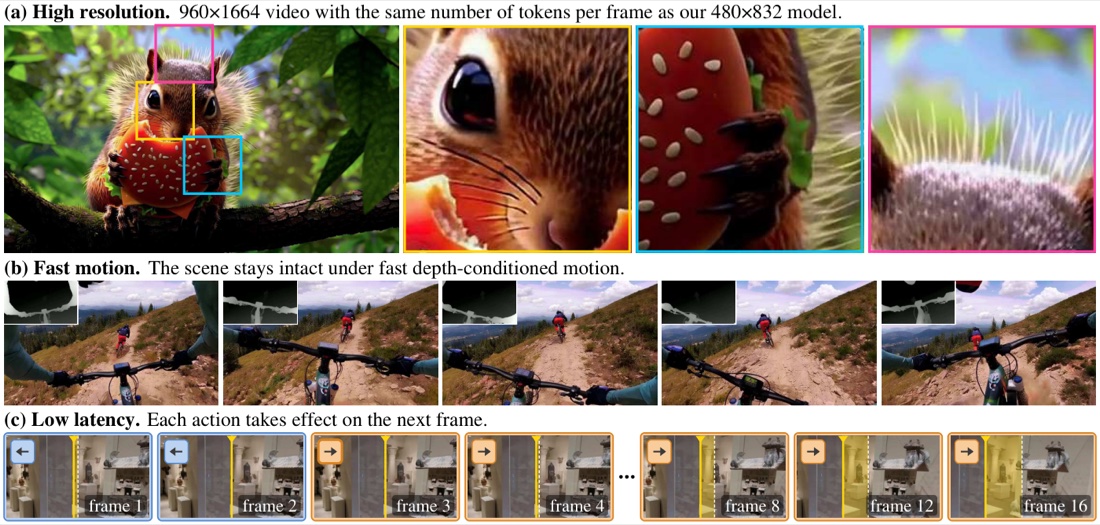 (a) High resolution. 960×1664 video with the same number of tokens per frame as our 480×832 model.
(b) Fast motion. The scene stays intact under fast depth-conditioned motion.
(c) Low latency. Each action takes effect on the next frame.
← ← → → → → →
frame 1 frame 2 frame 3 frame 4 ... frame 8 frame 12 frame 16